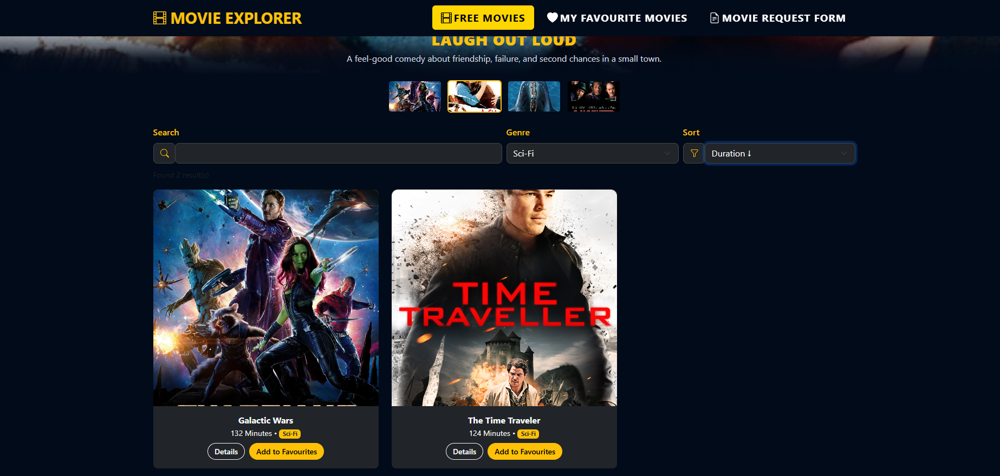 MOVIE EXPLORER
FREE MOVIES
MY FAVOURITE MOVIES
MOVIE REQUEST FORM
LAUGH OUT LOUD
A feel-good comedy about friendship, failure, and second chances in a small town.
Search
Genre
Sort
Sci-Fi
Duration ↓
Found 2 result(s)
TIME
TRAVELLER
Galactic Wars
132 Minutes • Sci-Fi
Details
Add to Favourites
The Time Traveler
124 Minutes • Sci-Fi
Details
Add to Favourites